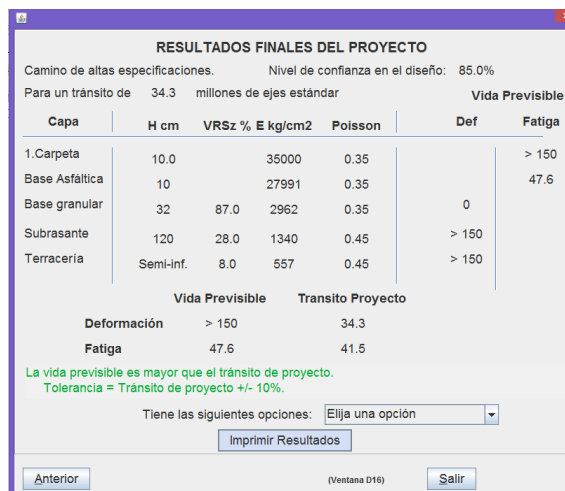 RESULTADOS FINALES DEL PROYECTO
Camino de altas especificaciones. Nivel de confianza en el diseño: 85.0%
Para un tránsito de 34.3 millones de ejes estándar Vida Previsible
Capa H cm VRSz % E kg/cm2 Poisson Def Fatiga
1.Carpeta 10.0 35000 0.35 > 150
Base Asfáltica 10 27991 0.35 47.6
Base granular 32 87.0 2962 0.35 0
Subrasante 120 28.0 1340 0.45 > 150
Terracería Semi-inf. 8.0 557 0.45 > 150
Vida Previsible Transito Proyecto
Deformación > 150 34.3
Fatiga 47.6 41.5
La vida previsible es mayor que el tránsito de proyecto.
Tolerancia = Tránsito de proyecto +/- 10%.
Tiene las siguientes opciones: Elija una opción
Imprimir Resultados
Anterior (Ventana D16) Salir